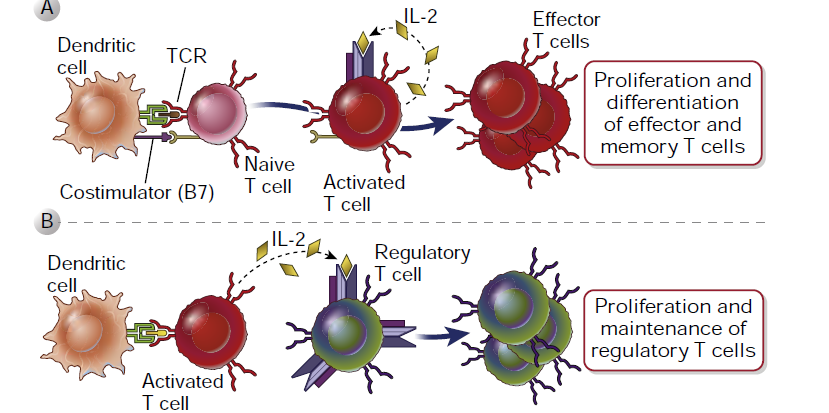 A
IL-2
Effector
T cells
Dendritic
cell
TCR
Proliferation and
differentiation
of effector and
memory T cells
Naive
T cell
Activated
T cell
Costimulator (B7)
B
IL-2
Regulatory
T cell
Dendritic
cell
Proliferation and
maintenance of
regulatory T cells
Activated
T cell